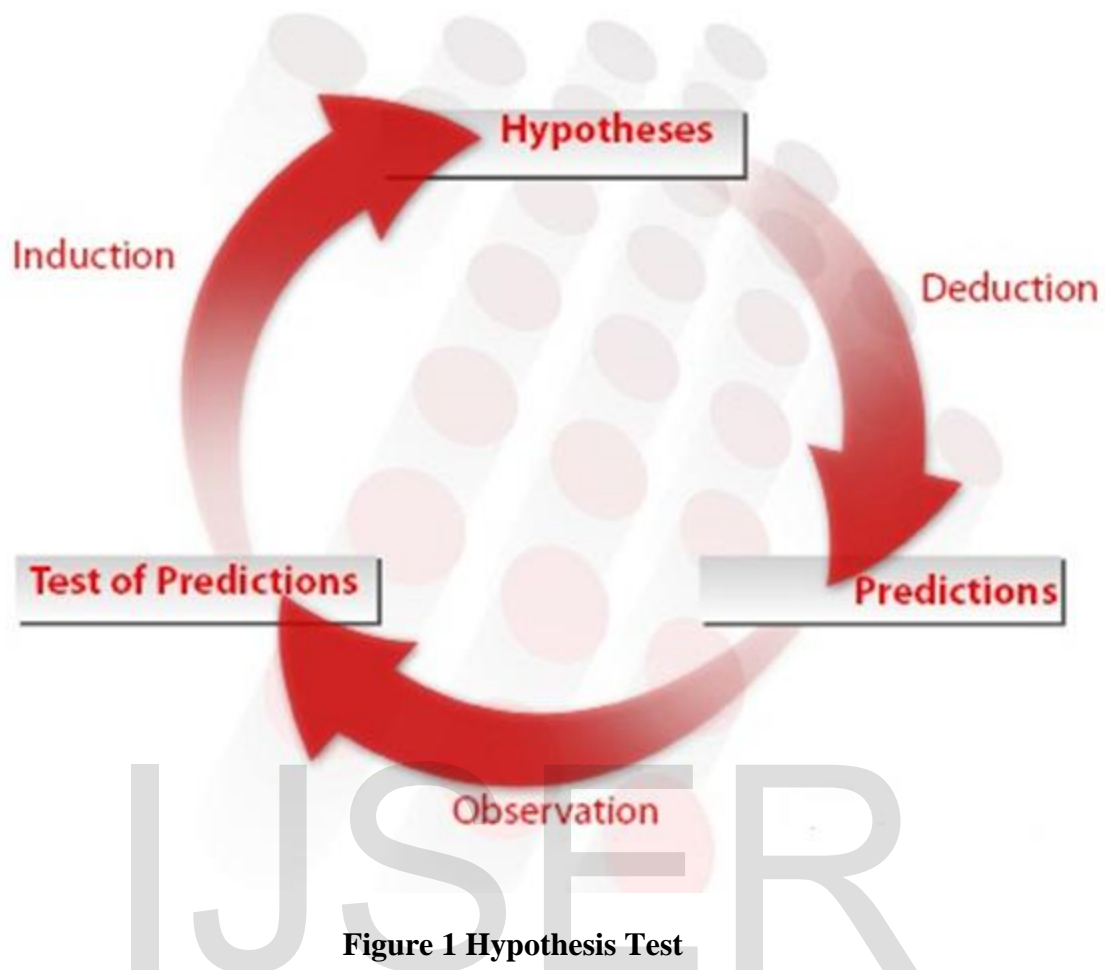 Hypotheses
Induction
Deduction
Test of Predictions
Predictions
Observation
IJSER
Figure 1 Hypothesis Test